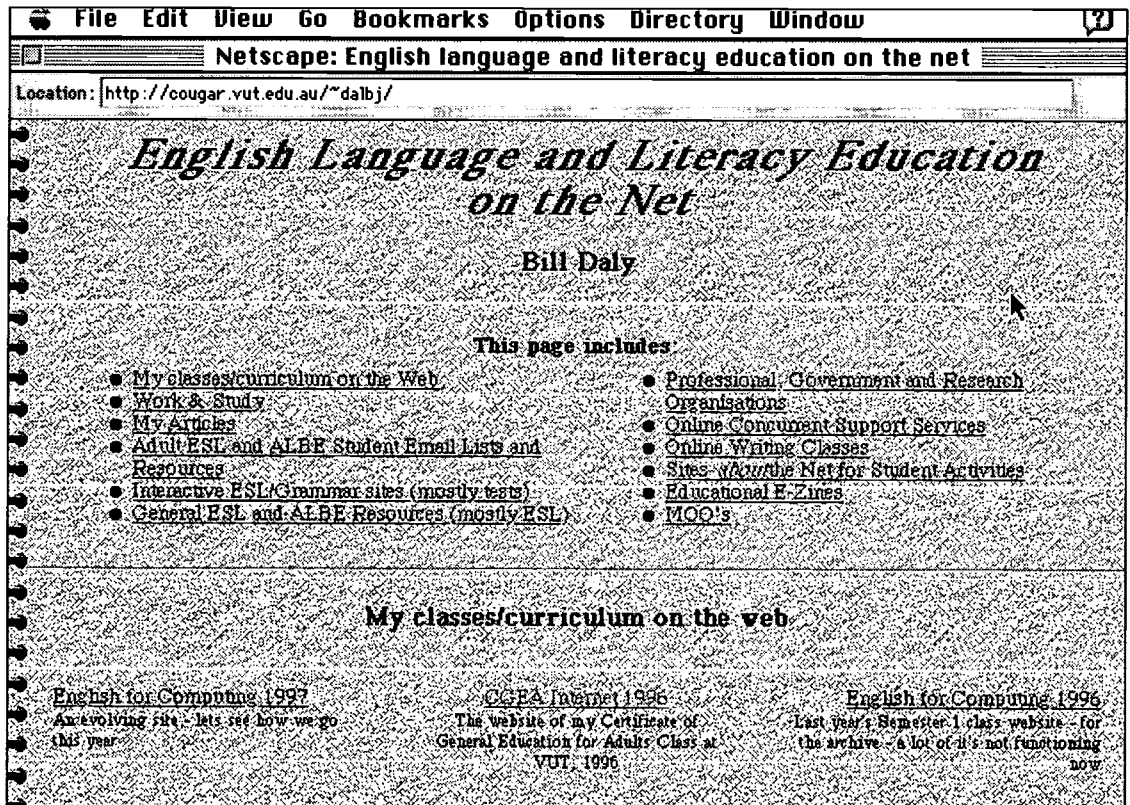 File Edit View Go Bookmarks Options Directory Window
Netscape: English language and literacy education on the net
Location: http://cougar.vut.edu.au/~dalbj/
English Language and Literacy Education
on the Net
Bill Daly
This page includes:
My classes/curriculum on the Web
Work & Study
My Articles
Adult ESL and ALBE Student Email Lists and
Resources
Interactive ESL/Grammar sites (mostly tests)
General ESL and ALBE Resources (mostly ESL)
Professional, Government and Research
Organisations
Online Concurrent Support Services
Online Writing Classes
Sites the Net for Student Activities
Educational E-Zines
MOO's
My classes/curriculum on the web
English for Computing 1997
An evolving site - lets see how we go
this year
CGEA Internet 1996
The website of my Certificate of
General Education for Adults Class at
VUT, 1996
English for Computing 1996
Last year's Semester 1 class website - for
the archive - a lot of it's not functioning
now